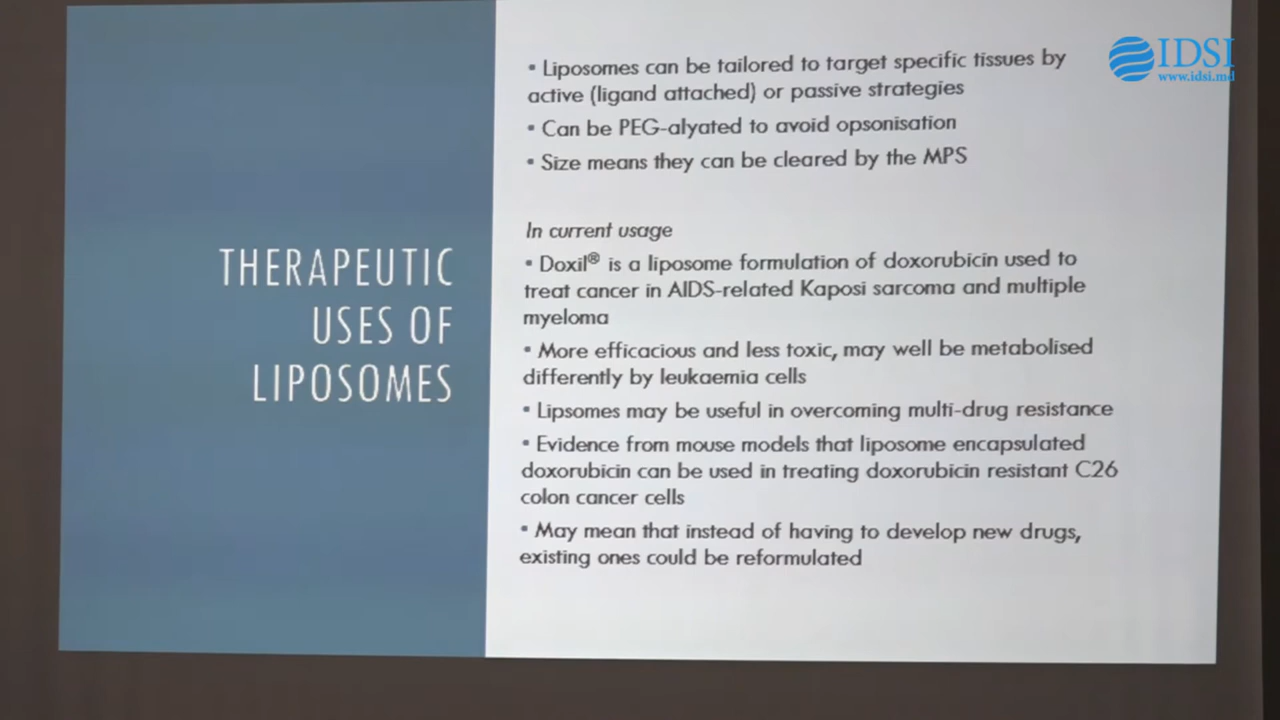 IDSI
www.idsi.md
THERAPEUTIC
USES OF
LIPOSOMES
▪ Liposomes can be tailored to target specific tissues by
active (ligand attached) or passive strategies
▪ Can be PEG-alyated to avoid opsonisation
▪ Size means they can be cleared by the MPS
In current usage
▪ Doxil® is a liposome formulation of doxorubicin used to
treat cancer in AIDS-related Kaposi sarcoma and multiple
myeloma
▪ More efficacious and less toxic, may well be metabolised
differently by leukaemia cells
▪ Lipsomes may be useful in overcoming multi-drug resistance
▪ Evidence from mouse models that liposome encapsulated
doxorubicin can be used in treating doxorubicin resistant C26
colon cancer cells
▪ May mean that instead of having to develop new drugs,
existing ones could be reformulated